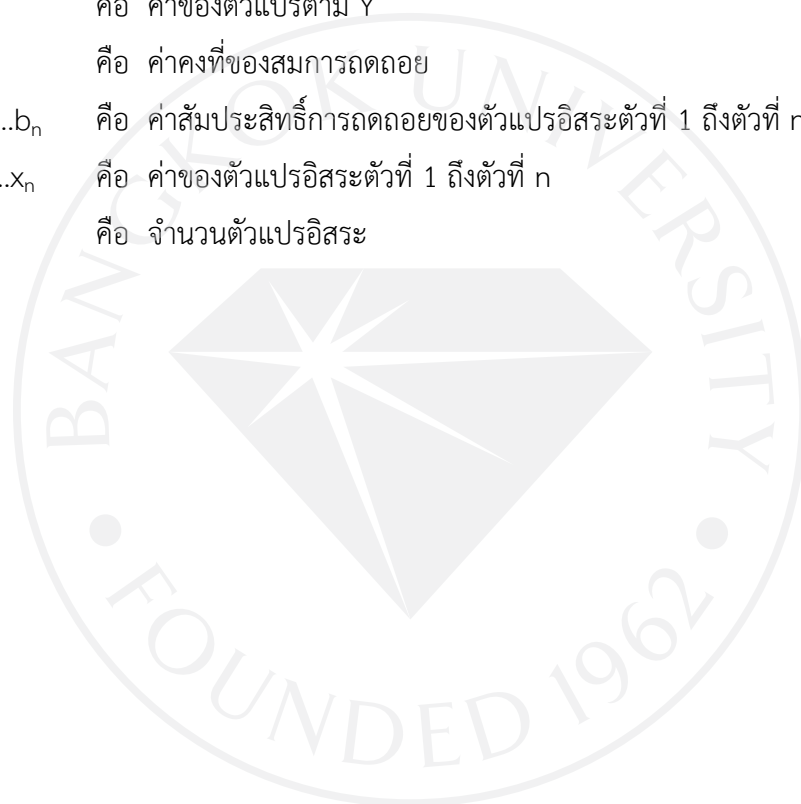 คือ ค่าของตัวแปรตาม Y
คือ ค่าคงที่ของสมการถดถอย
...bₙ คือ ค่าสัมประสิทธิ์การถดถอยของตัวแปรอิสระตัวที่ 1 ถึงตัวที่ n
...xₙ คือ ค่าของตัวแปรอิสระตัวที่ 1 ถึงตัวที่ n
คือ จำนวนตัวแปรอิสระ
BANGKOK UNIVERSITY
FOUNDED 1962